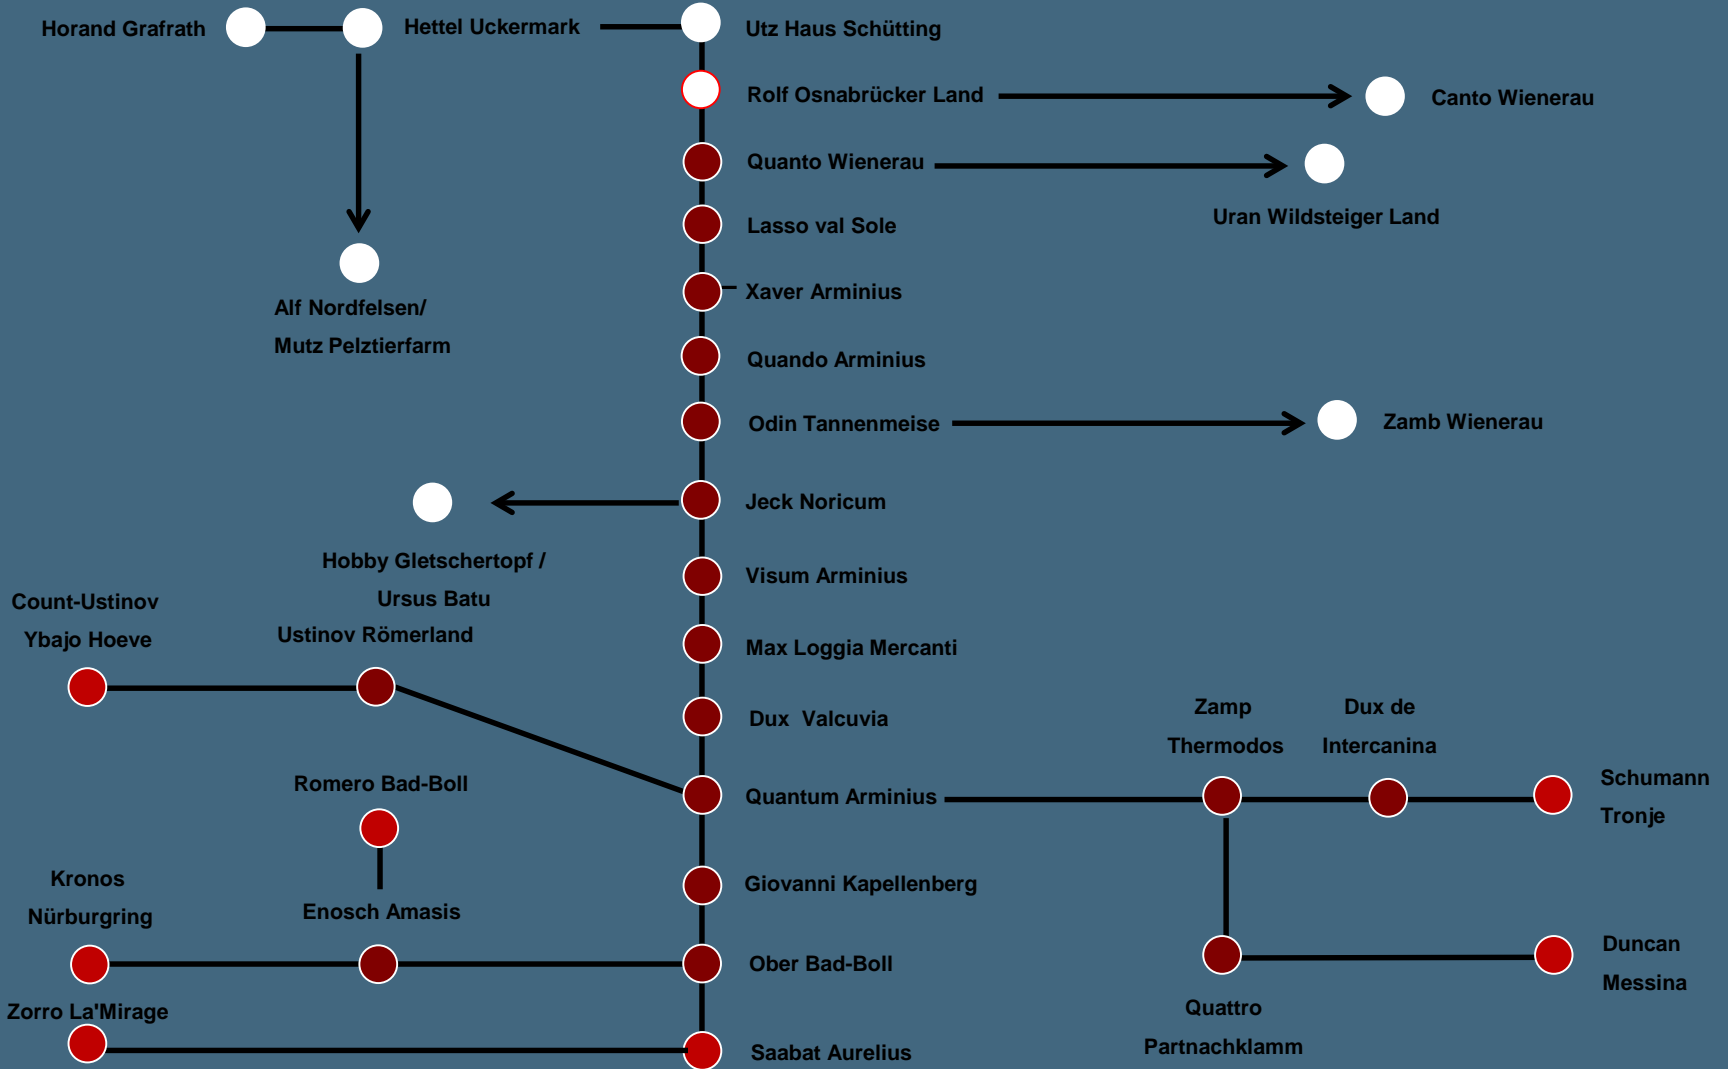 Horand Grafrath
Hettel Uckermark
Utz Haus Schütting
Rolf Osnabrücker Land
Canto Wienerau
Quanto Wienerau
Uran Wildsteiger Land
Lasso val Sole
Xaver Arminius
Alf Nordfelsen/
Mutz Pelztierfarm
Quando Arminius
Odin Tannenmeise
Zamb Wienerau
Jeck Noricum
Hobby Gletschertopf /
Ursus Batu
Visum Arminius
Count-Ustinov
Ybajo Hoeve
Ustinov Römerland
Max Loggia Mercanti
Dux  Valcuvia
Zamp
Thermodos
Dux de
Intercanina
Romero Bad-Boll
Quantum Arminius
Schumann
Tronje
Kronos
Nürburgring
Enosch Amasis
Giovanni Kapellenberg
Ober Bad-Boll
Duncan
Messina
Zorro La'Mirage
Quattro
Partnachklamm
Saabat Aurelius